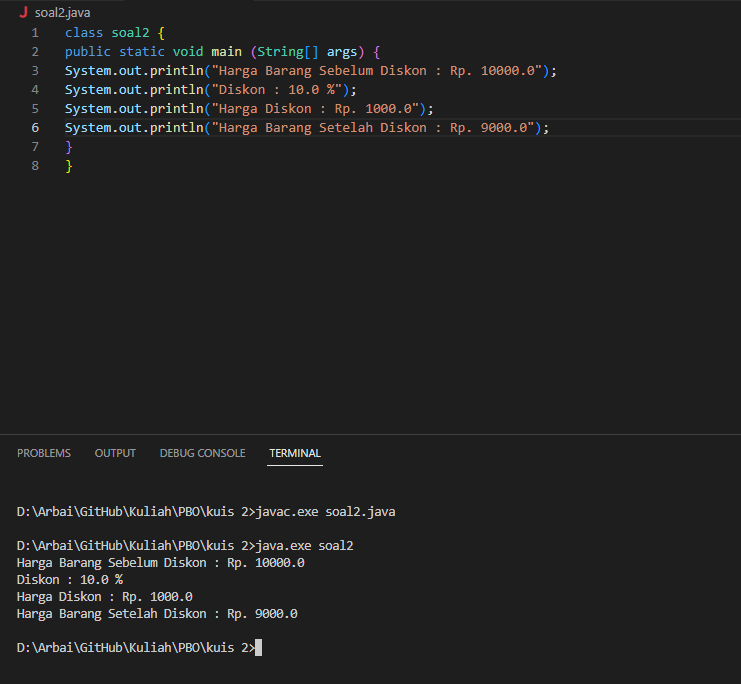 J soal2.java
1 class soal2 {
2 public static void main (String[] args) {
3 System.out.println("Harga Barang Sebelum Diskon : Rp. 10000.0");
4 System.out.println("Diskon : 10.0 %");
5 System.out.println("Harga Diskon : Rp. 1000.0");
6 System.out.println("Harga Barang Setelah Diskon : Rp. 9000.0");
7 }
8 }
PROBLEMS OUTPUT DEBUG CONSOLE TERMINAL
D:\Arbai\GitHub\Kuliah\PBO\kuis 2>javac.exe soal2.java
D:\Arbai\GitHub\Kuliah\PBO\kuis 2>java.exe soal2
Harga Barang Sebelum Diskon : Rp. 10000.0
Diskon : 10.0 %
Harga Diskon : Rp. 1000.0
Harga Barang Setelah Diskon : Rp. 9000.0
D:\Arbai\GitHub\Kuliah\PBO\kuis 2>